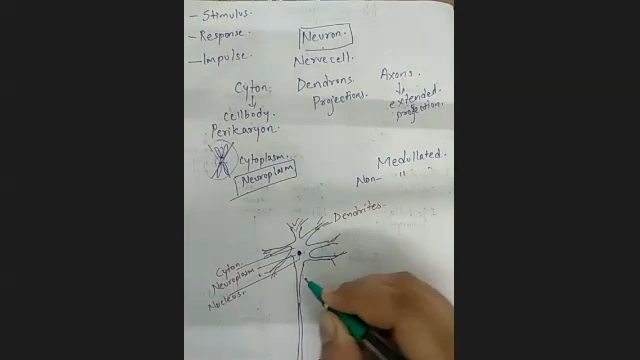 - Stimulus.
- Response.
- Impulse.
Neuron.
Nervecell.
Cyton.
Cellbody.
Perikaryon.
Dendrons.
Projections.
Axons.
extended
projection.
Cytoplasm.
Neuroplasm
Medullated.
Non- "
Dendrites.
Cyton
Neuroplasm
Nucleus.